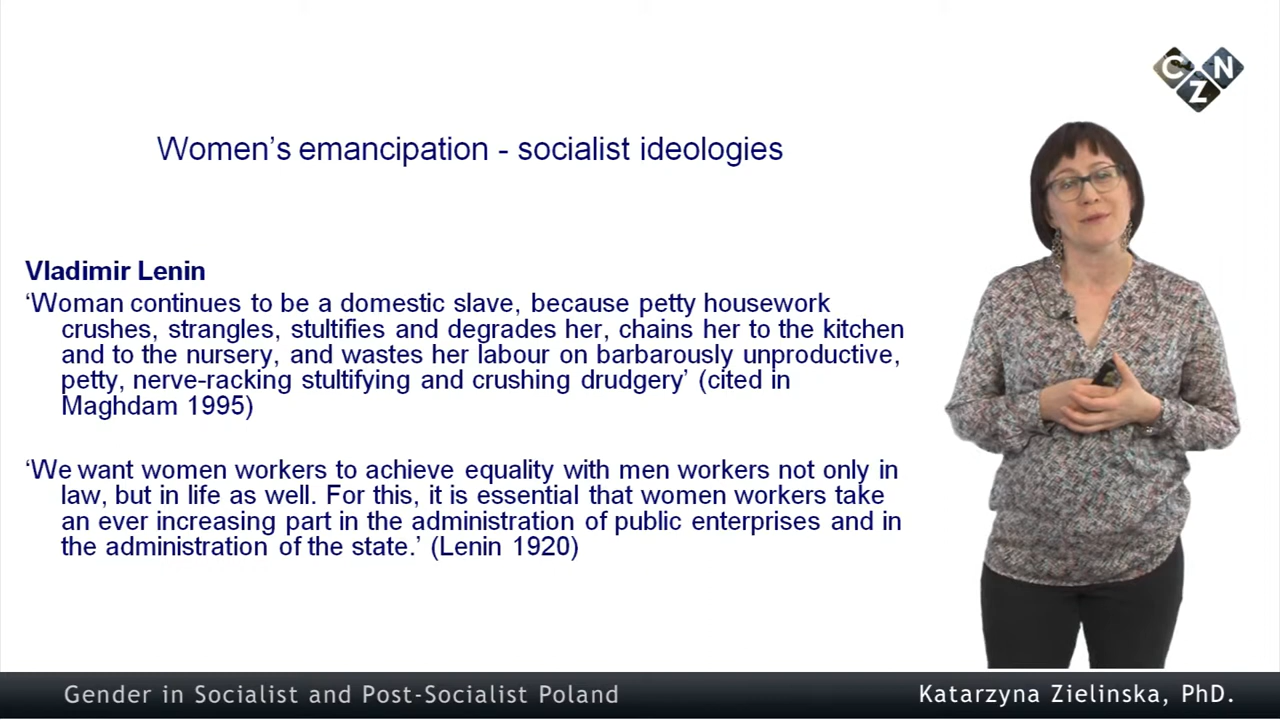 C Z N
Women’s emancipation - socialist ideologies
Vladimir Lenin
‘Woman continues to be a domestic slave, because petty housework
crushes, strangles, stultifies and degrades her, chains her to the kitchen
and to the nursery, and wastes her labour on barbarously unproductive,
petty, nerve-racking stultifying and crushing drudgery’ (cited in
Maghdam 1995)
‘We want women workers to achieve equality with men workers not only in
law, but in life as well. For this, it is essential that women workers take
an ever increasing part in the administration of public enterprises and in
the administration of the state.’ (Lenin 1920)
Gender in Socialist and Post-Socialist Poland
Katarzyna Zielinska, PhD.